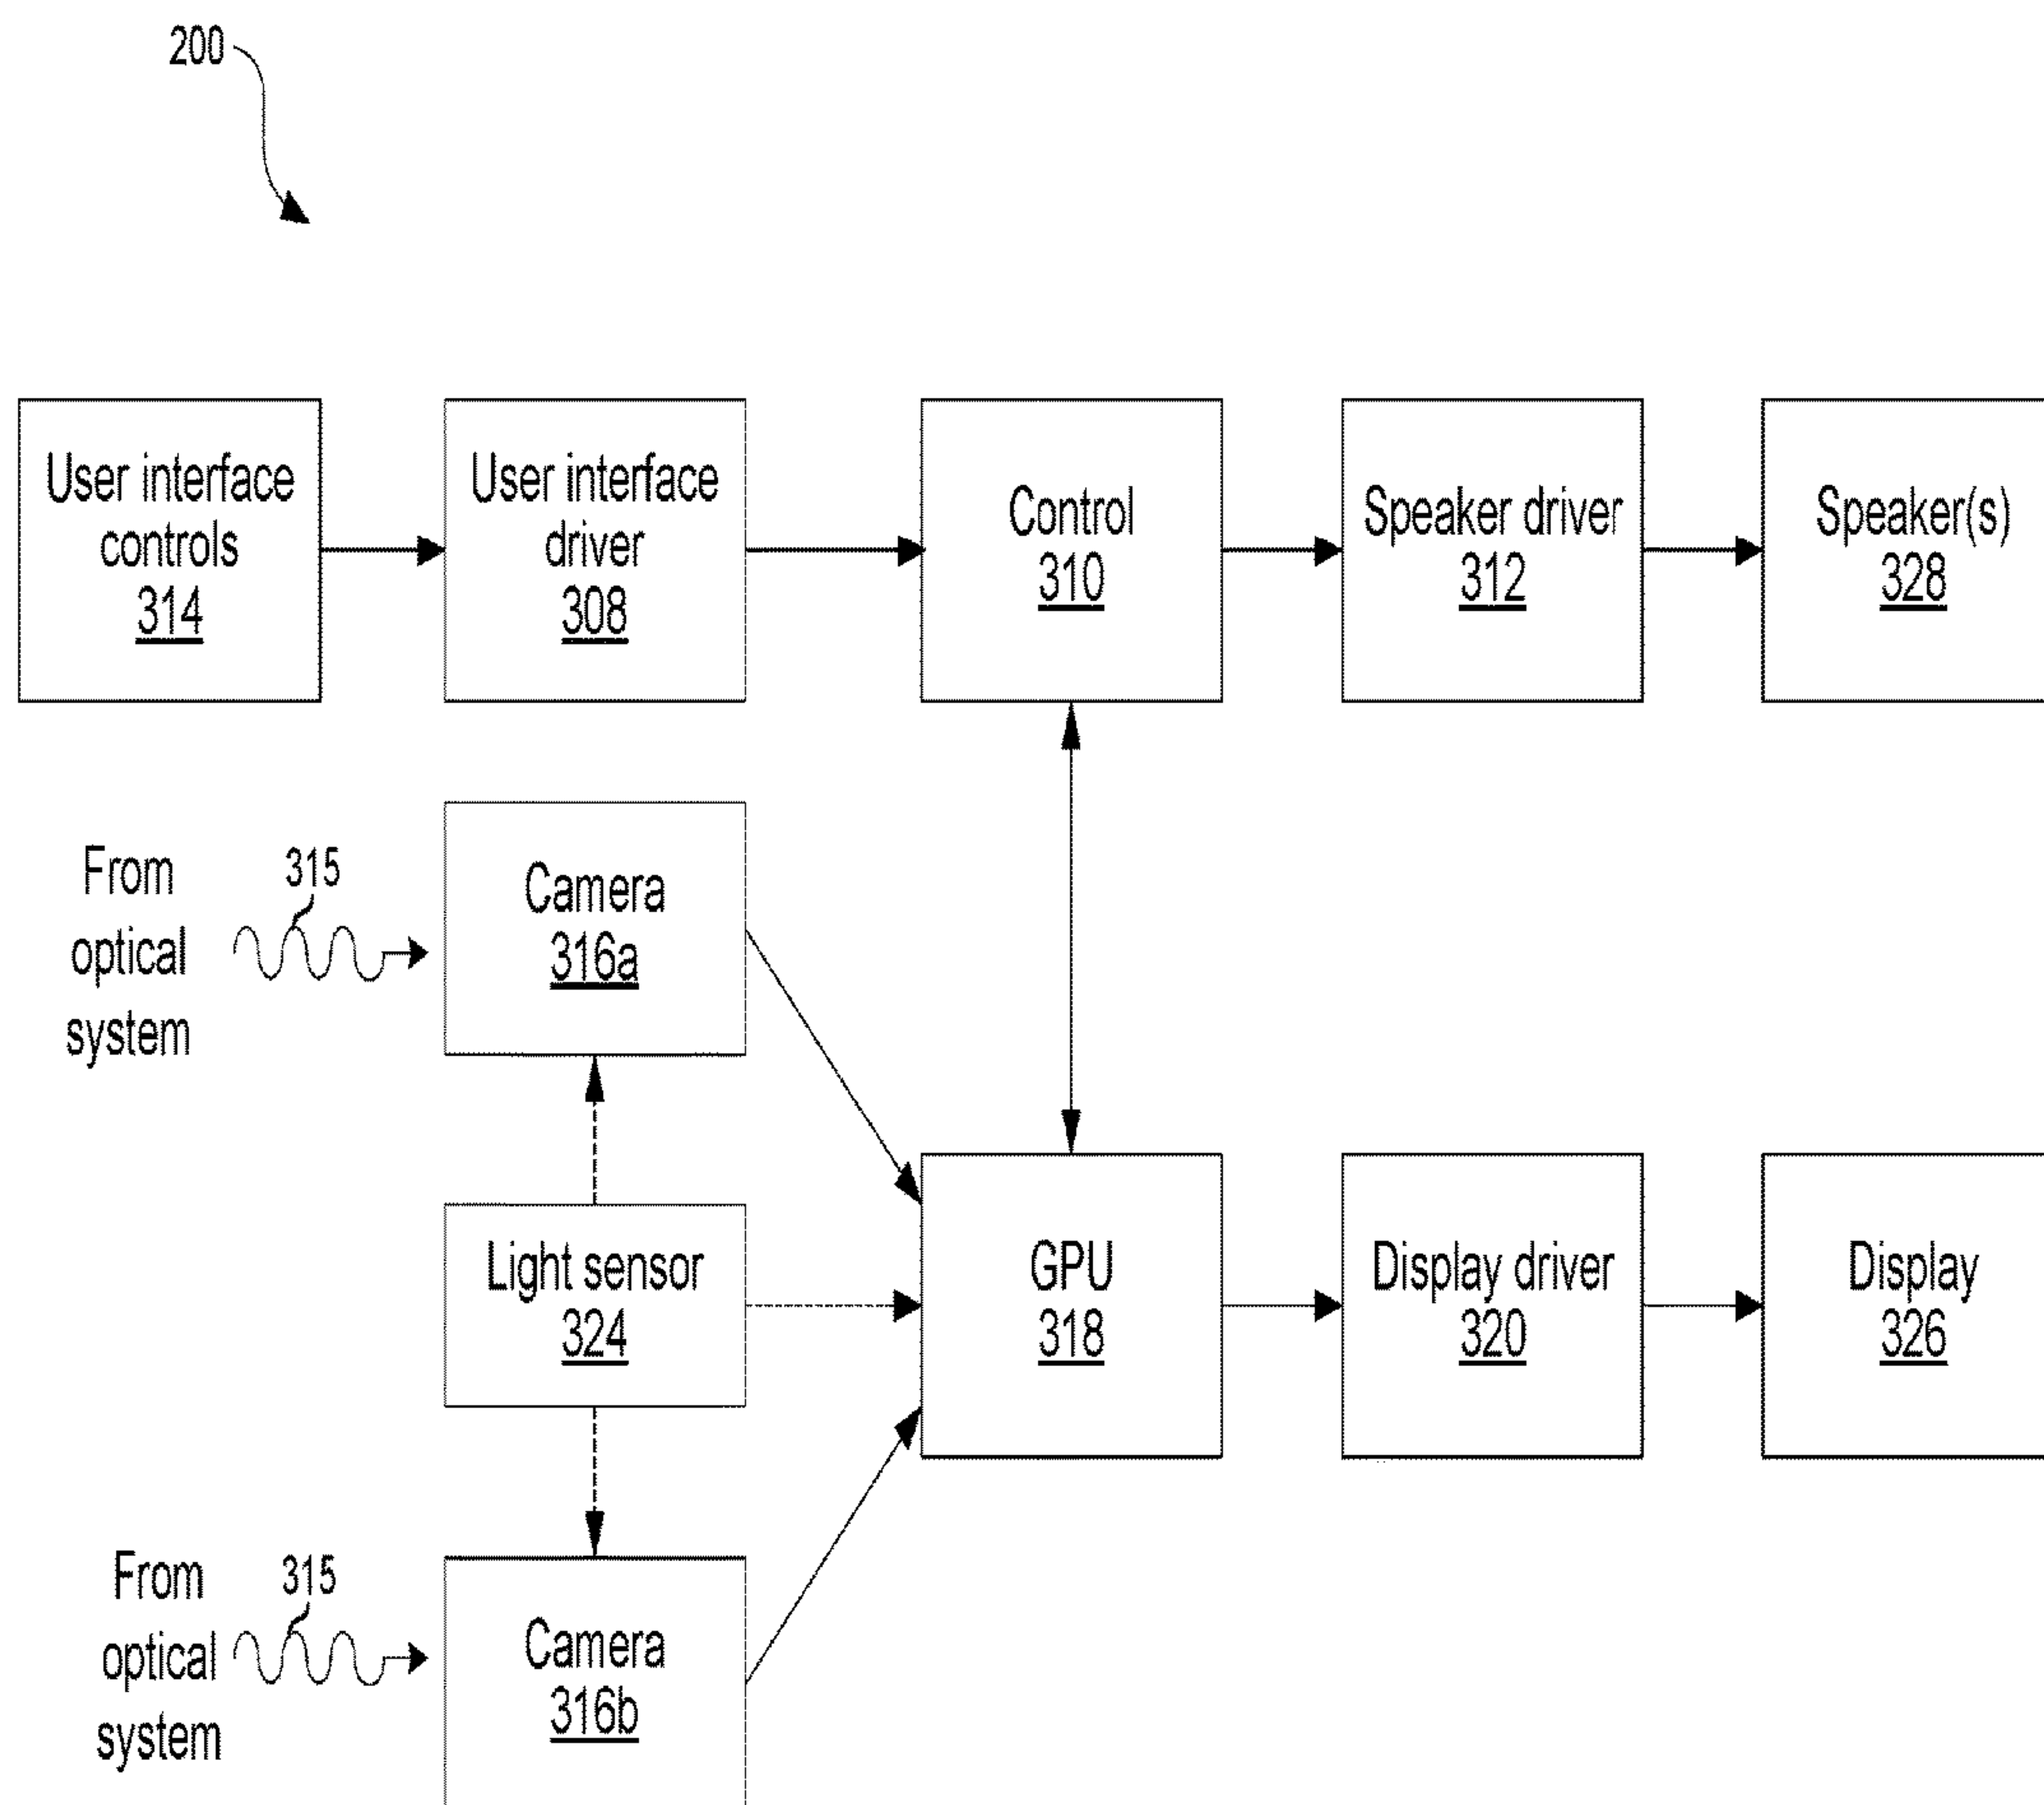 200
User interface
controls
314
User interface
driver
308
Control
310
Speaker driver
312
Speaker(s)
328
From
optical
system
315
Camera
316a
Light sensor
324
GPU
318
Display driver
320
Display
326
From
optical
system
315
Camera
316b